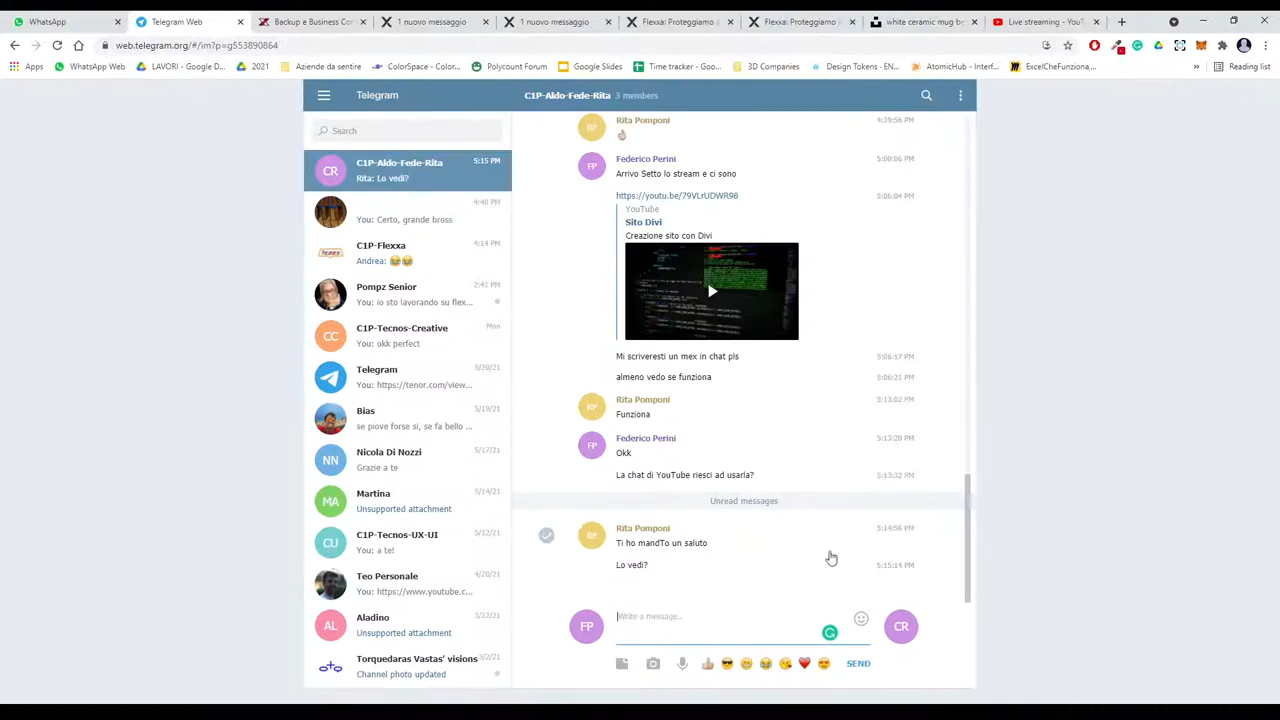 WhatsApp
Telegram Web
Backup e Business Con
1 nuovo messaggio
1 nuovo messaggio
Flexxa: Proteggiamo
Flexxa: Proteggiamo
white ceramic mug be
Live streaming - YouT
web.telegram.org/#/im?p=g553890864
Apps
WhatsApp Web
LAVORI - Google D...
2021
Aziende da sentire
ColorSpace - Color...
Polycount Forum
Google Slides
Time tracker - Goo...
3D Companies
Design Tokens - EN...
AtomicHub - Interf...
ExcelCheFunziona,...
Reading list
Telegram
C1P-Aldo-Fede-Rita 3 members
Search
C1P-Aldo-Fede-Rita 5:15 PM
Rita: Lo vedi?
4:40 PM
You: Certo, grande bross
C1P-Flexxa 4:14 PM
Andrea: 😂😂
Pompz Senior 2:41 PM
You: io sto lavorando su flex...
C1P-Tecnos-Creative Mon
You: okk perfect
Telegram 5/20/21
You: https://tenor.com/view...
Bias 5/19/21
se piove forse si, se fa bello ...
Nicola Di Nozzi 5/17/21
Grazie a te
Martina 5/14/21
Unsupported attachment
C1P-Tecnos-UX-UI 5/12/21
You: a te!
Teo Personale 4/20/21
You: https://www.youtube.c...
Aladino 3/12/21
Unsupported attachment
Torquedaras Vastas' visions 3/2/21
Channel photo updated
RP
Rita Pomponi 4:39:56 PM
👌
FP
Federico Perini 5:00:06 PM
Arrivo Setto lo stream e ci sono
https://youtu.be/79VLrUDWR98 5:06:04 PM
YouTube
Sito Divi
Creazione sito con Divi
Mi scriveresti un mex in chat pls 5:06:17 PM
almeno vedo se funziona 5:06:21 PM
RP
Rita Pomponi 5:13:02 PM
Funziona
FP
Federico Perini 5:13:20 PM
Okk
La chat di YouTube riesci ad usarla? 5:13:32 PM
Unread messages
RP
Rita Pomponi 5:14:56 PM
Ti ho mandTo un saluto
Lo vedi? 5:15:14 PM
FP
Write a message..
CR
SEND
CR
CC
NN
MA
CU
AL